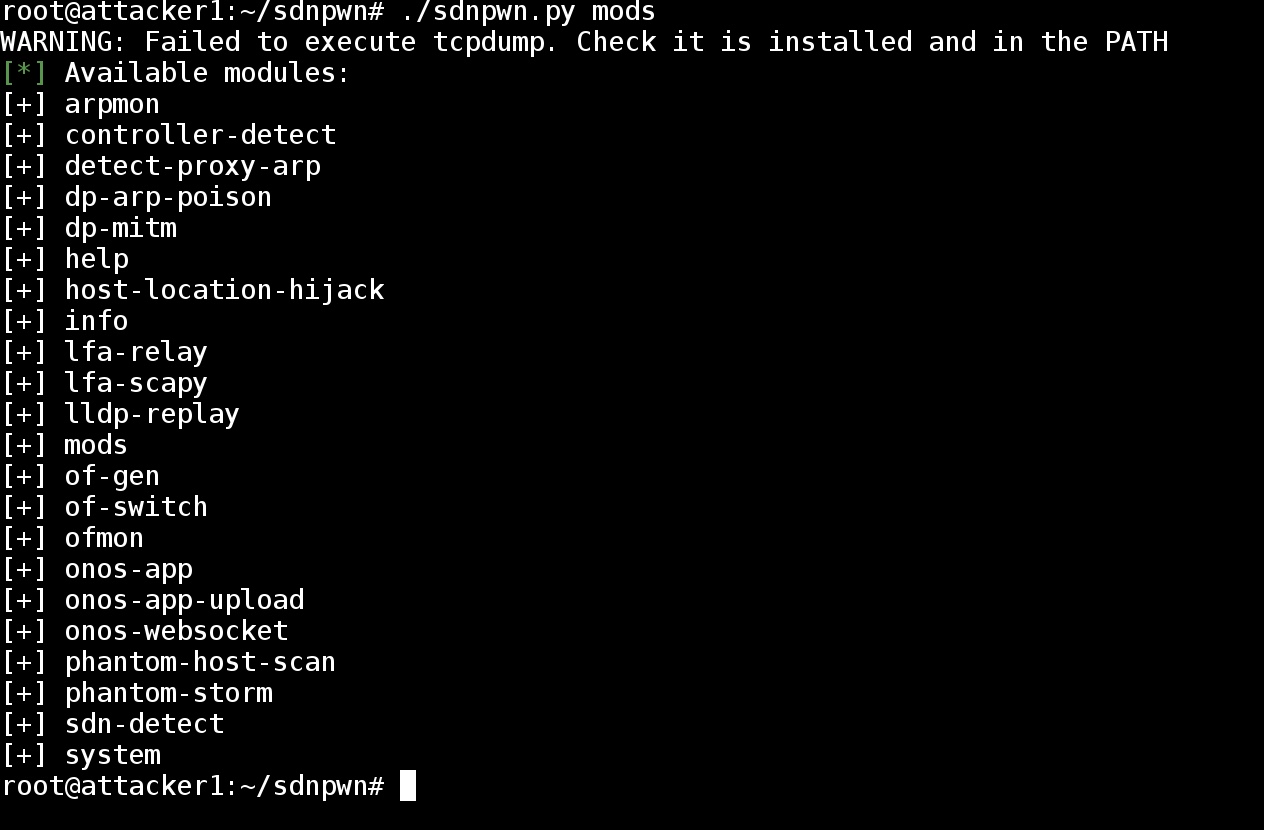 root@attacker1:~/sdnpwn# ./sdnpwn.py mods
WARNING: Failed to execute tcpdump. Check it is installed and in the PATH
[*] Available modules:
[+] arpmon
[+] controller-detect
[+] detect-proxy-arp
[+] dp-arp-poison
[+] dp-mitm
[+] help
[+] host-location-hijack
[+] info
[+] lfa-relay
[+] lfa-scapy
[+] lldp-replay
[+] mods
[+] of-gen
[+] of-switch
[+] ofmon
[+] onos-app
[+] onos-app-upload
[+] onos-websocket
[+] phantom-host-scan
[+] phantom-storm
[+] sdn-detect
[+] system
root@attacker1:~/sdnpwn#